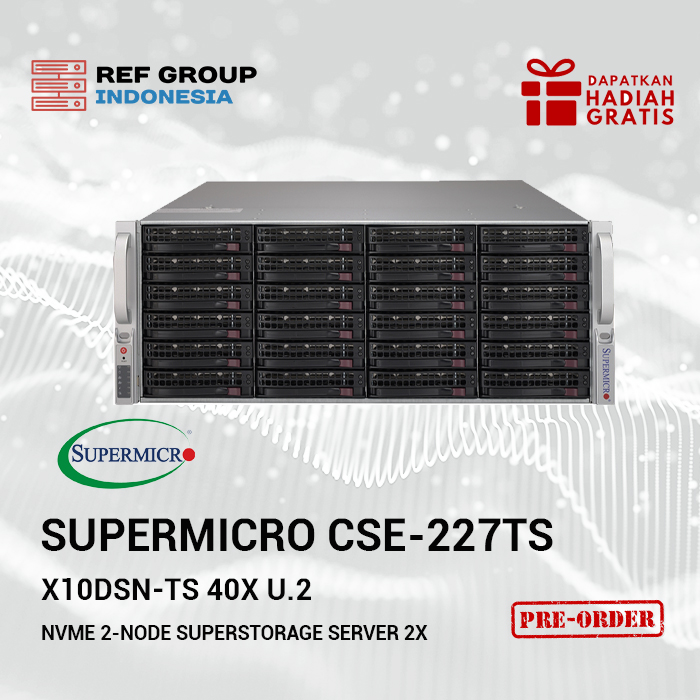 REF GROUP
INDONESIA
DAPATKAN
HADIAH
GRATIS
SUPERMICRO
SUPERMICRO®
SUPERMICRO CSE-227TS
X10DSN-TS 40X U.2
NVME 2-NODE SUPERSTORAGE SERVER 2X
PRE-ORDER